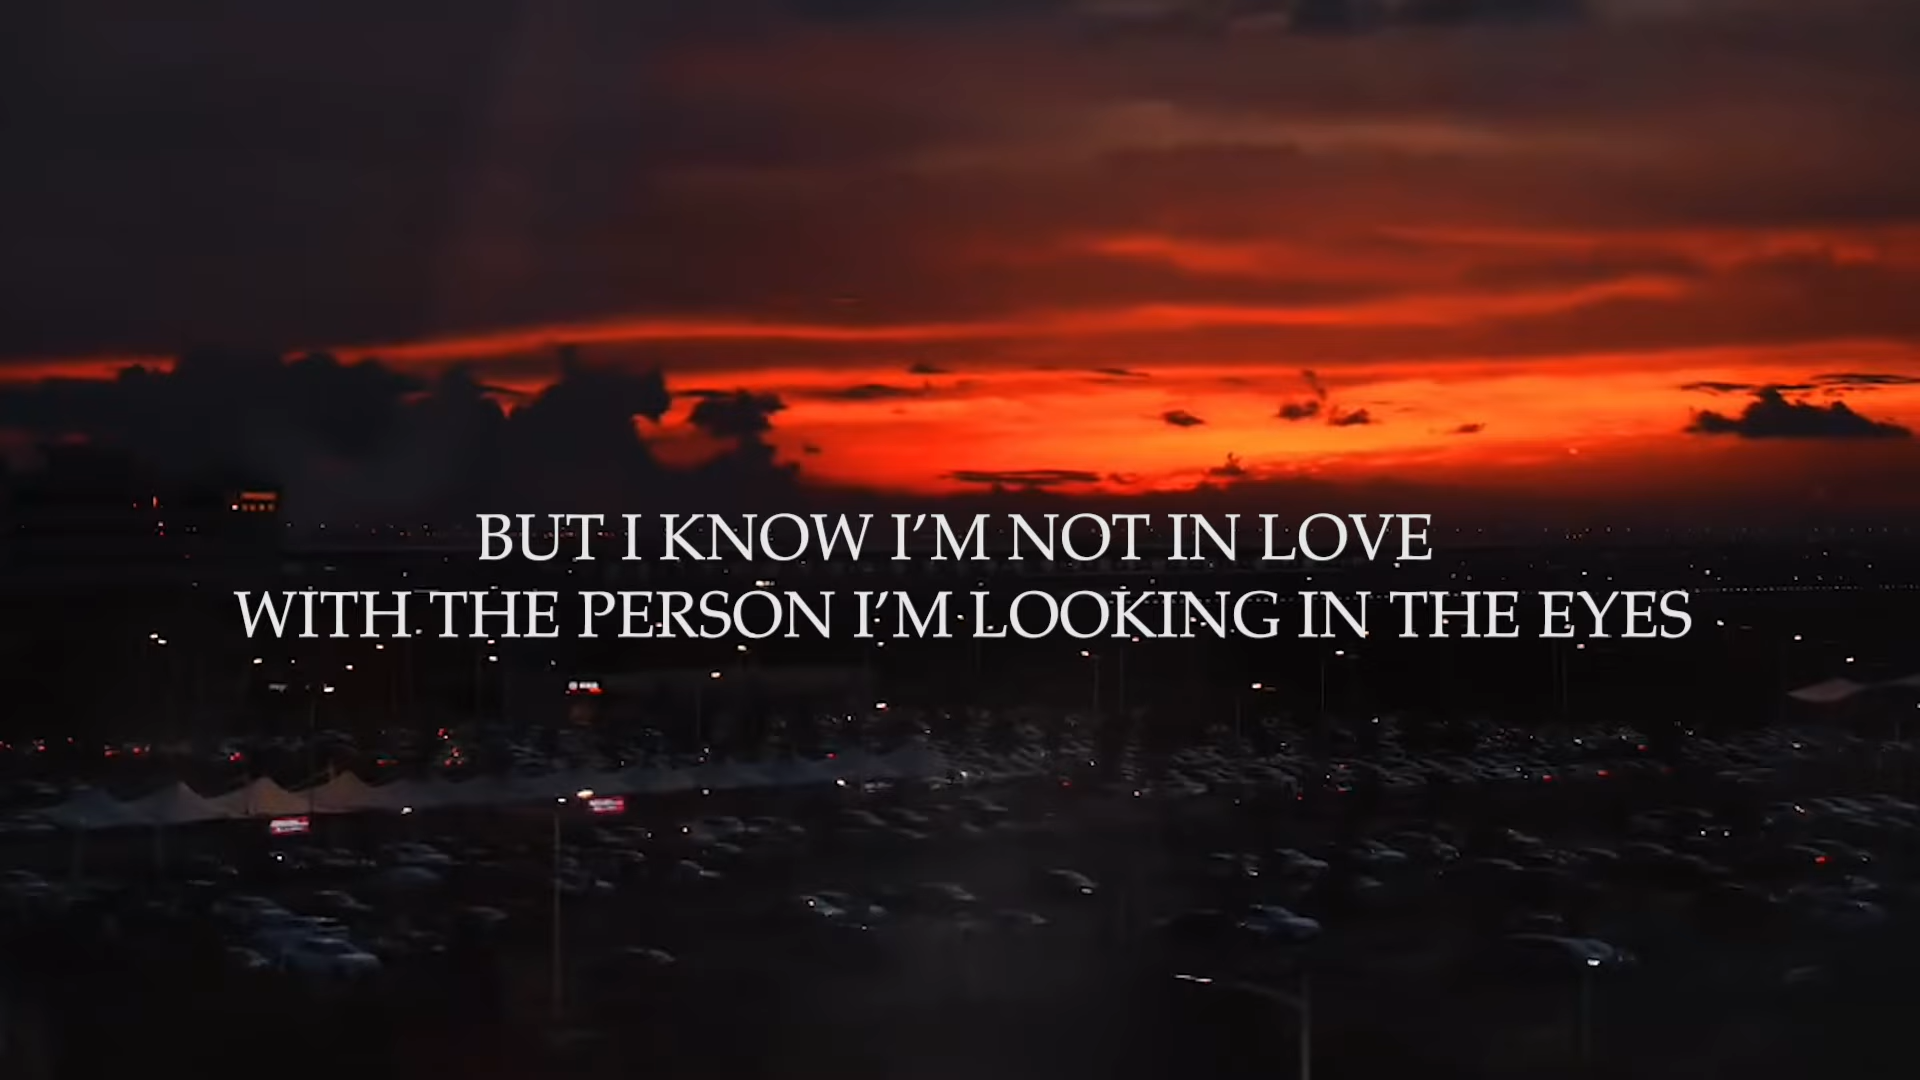 BUT I KNOW I’M NOT IN LOVE
WITH THE PERSON I’M LOOKING IN THE EYES